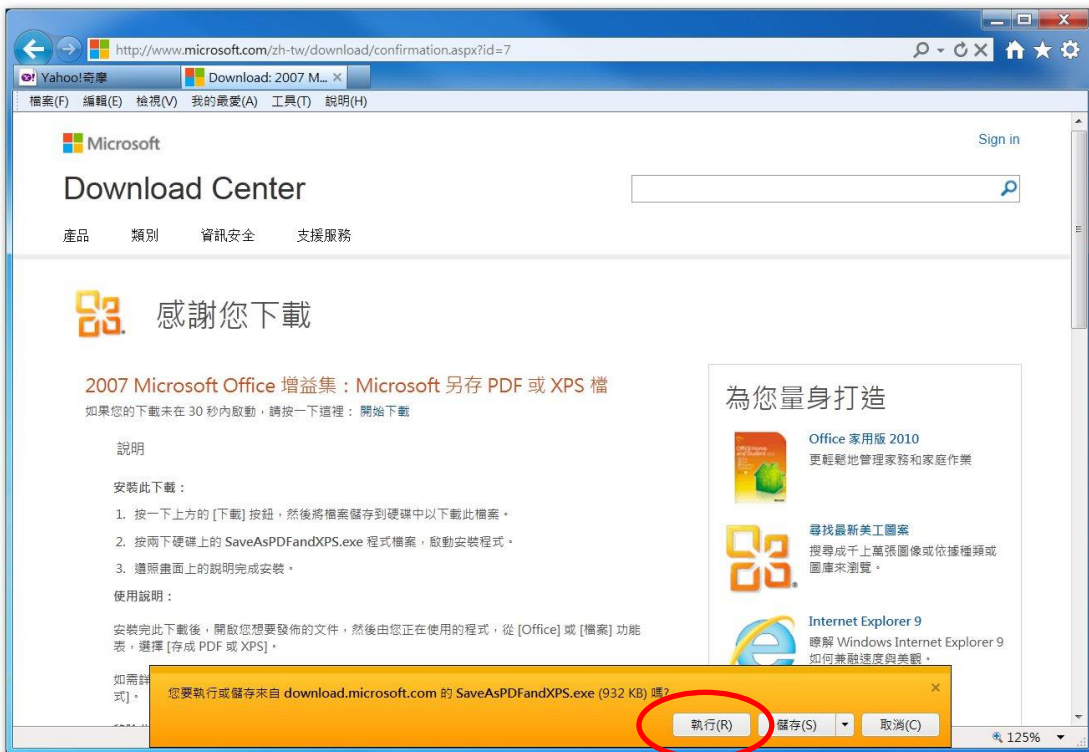 http://www.microsoft.com/zh-tw/download/confirmation.aspx?id=7
Yahoo!奇摩
Download: 2007 M...
檔案(F) 編輯(E) 檢視(V) 我的最愛(A) 工具(T) 說明(H)
Microsoft
Sign in
Download Center
產品 類別 資訊安全 支援服務
感謝您下載
2007 Microsoft Office 增益集：Microsoft 另存 PDF 或 XPS 檔
如果您的下載未在 30 秒內啟動，請按一下這裡： 開始下載
說明
安裝此下載：
1. 按一下上方的 [下載] 按鈕，然後將檔案儲存到硬碟中以下載此檔案。
2. 按兩下硬碟上的 SaveAsPDFandXPS.exe 程式檔案，啟動安裝程式。
3. 遵照畫面上的說明完成安裝。
使用說明：
安裝完此下載後，開啟您想要發佈的文件，然後由您正在使用的程式，從 [Office] 或 [檔案] 功能
表，選擇 [存成 PDF 或 XPS]。
如需詳
式]。
為您量身打造
Office 家用版 2010
更輕鬆地管理家務和家庭作業
尋找最新美工圖案
搜尋成千上萬張圖像或依據種類或
圖庫來瀏覽。
Internet Explorer 9
瞭解 Windows Internet Explorer 9
如何兼融速度與美觀。
您要執行或儲存來自 download.microsoft.com 的 SaveAsPDFandXPS.exe (932 KB) 嗎?
執行(R) 儲存(S) 取消(C)
125%